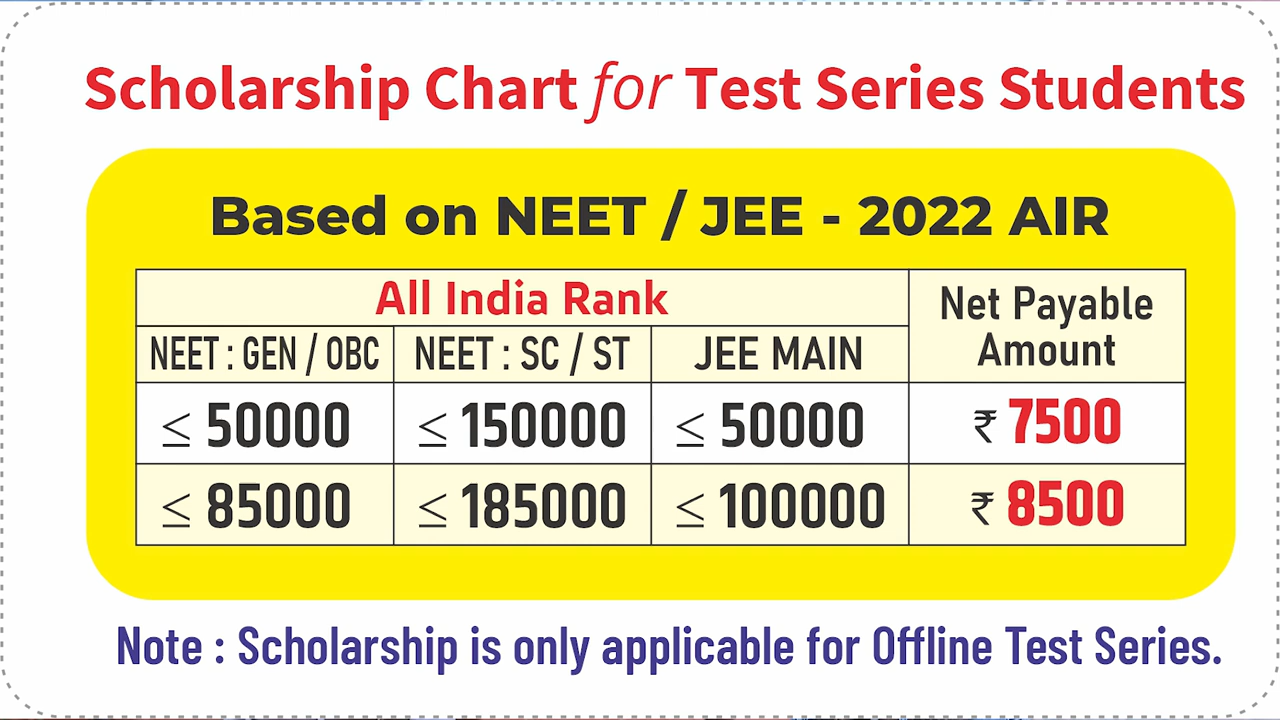 Scholarship Chart for Test Series Students
Based on NEET / JEE - 2022 AIR
All India Rank
Net Payable
Amount
NEET : GEN / OBC
NEET : SC / ST
JEE MAIN
≤ 50000
≤ 150000
≤ 50000
₹ 7500
≤ 85000
≤ 185000
≤ 100000
₹ 8500
Note : Scholarship is only applicable for Offline Test Series.